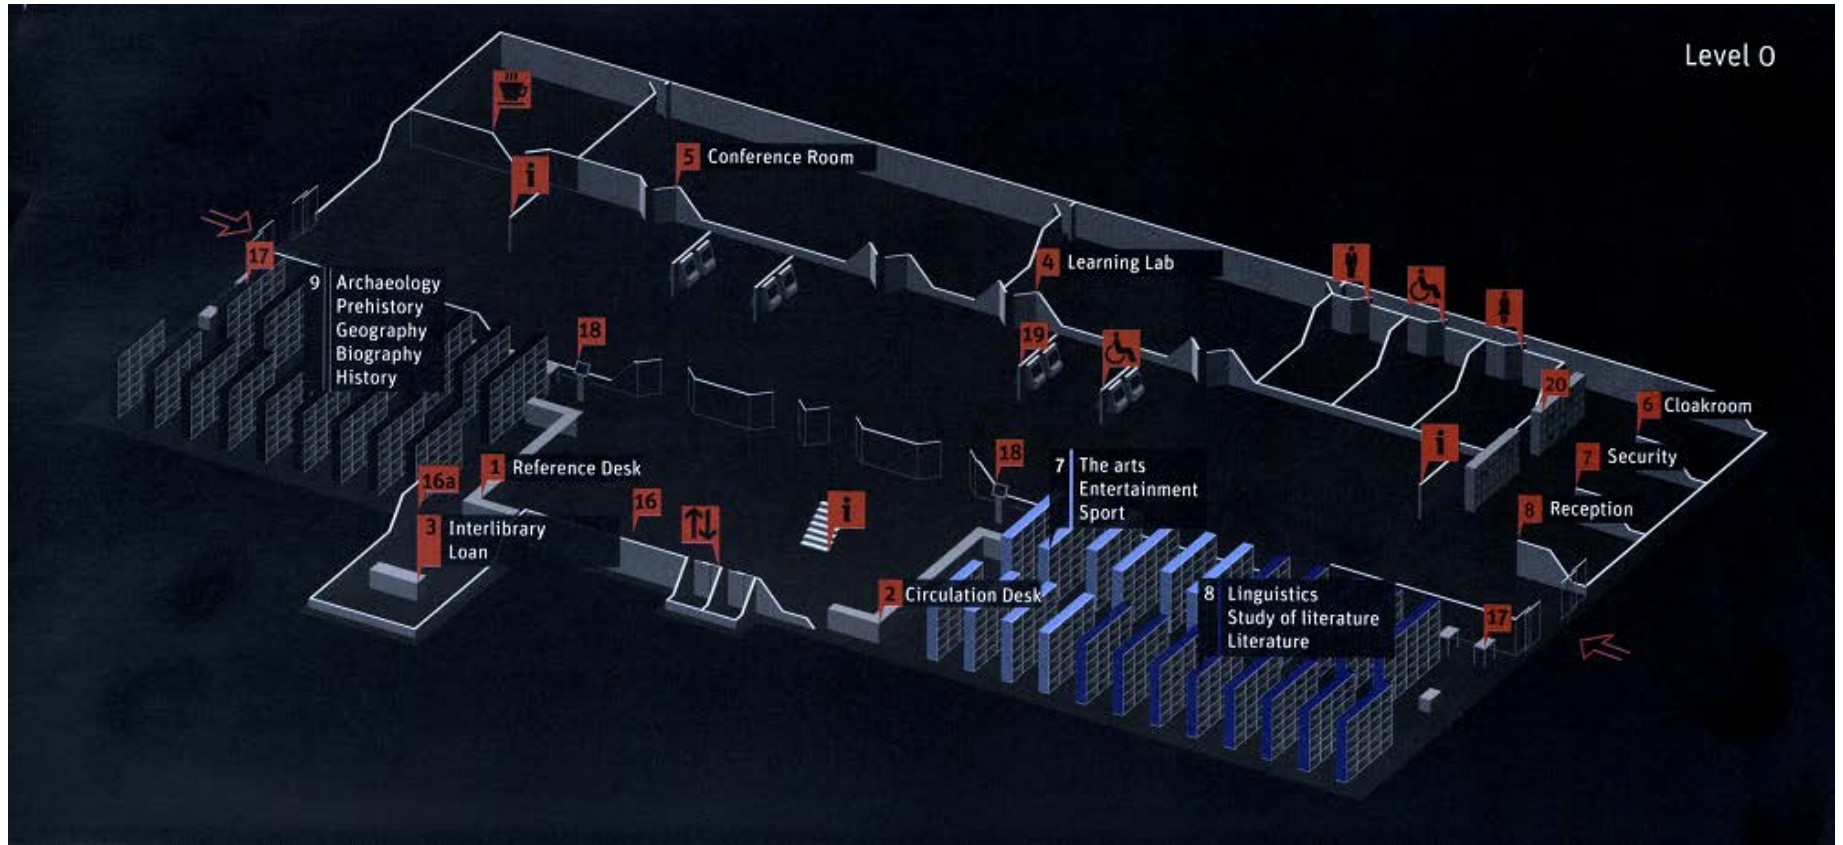 Level 0
i
5 Conference Room
17
9 Archaeology
Prehistory
Geography
Biography
History
4 Learning Lab
18
19
20
6 Cloakroom
i
7 Security
1 Reference Desk
16a
18
7 The arts
Entertainment
Sport
16
i
8 Reception
3 Interlibrary
Loan
2 Circulation Desk
8 Linguistics
Study of literature
Literature
17